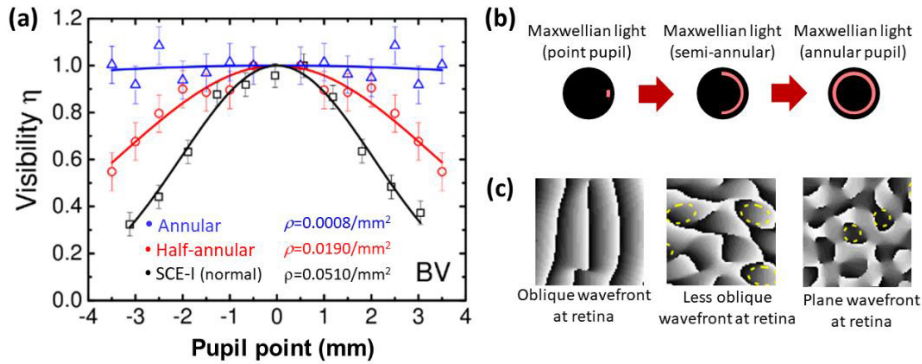 (a)
Visibility η
1.2
1.0
0.8
0.6
0.4
0.2
0.0
Annular ρ=0.0008/mm²
Half-annular ρ=0.0190/mm²
SCE-I (normal) ρ=0.0510/mm²
BV
-4 -3 -2 -1 0 1 2 3 4
Pupil point (mm)
(b)
Maxwellian light Maxwellian light Maxwellian light
(point pupil) (semi-annular) (annular pupil)
(c)
Oblique wavefront Less oblique Plane wavefront
at retina wavefront at retina at retina